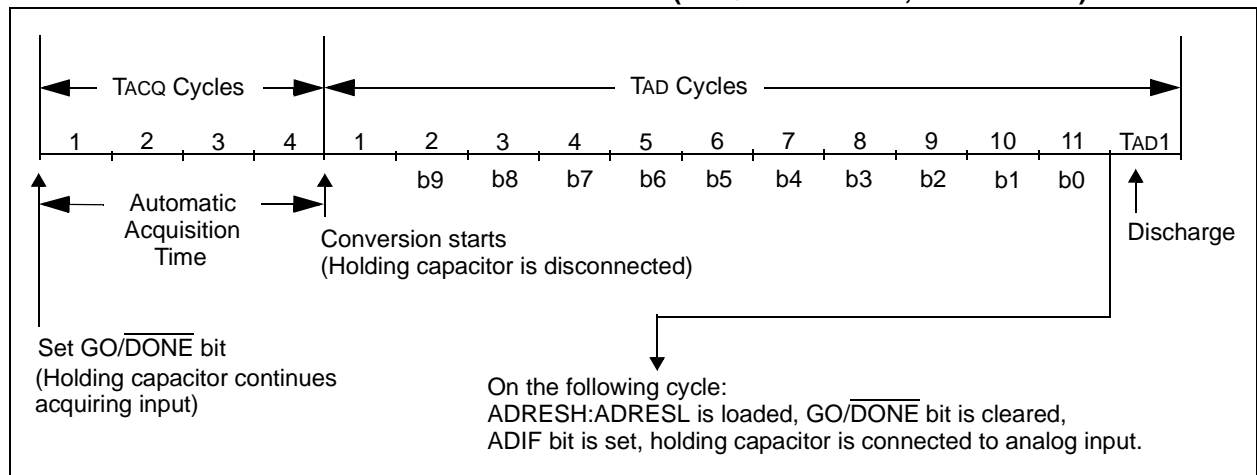 TACQ Cycles
TAD Cycles
1 2 3 4 1 2 3 4 5 6 7 8 9 10 11 TAD1
b9 b8 b7 b6 b5 b4 b3 b2 b1 b0
Automatic
Acquisition
Time
Conversion starts
(Holding capacitor is disconnected)
Discharge
Set GO/DONE bit
(Holding capacitor continues
acquiring input)
On the following cycle:
ADRESH:ADRESL is loaded, GO/DONE bit is cleared,
ADIF bit is set, holding capacitor is connected to analog input.